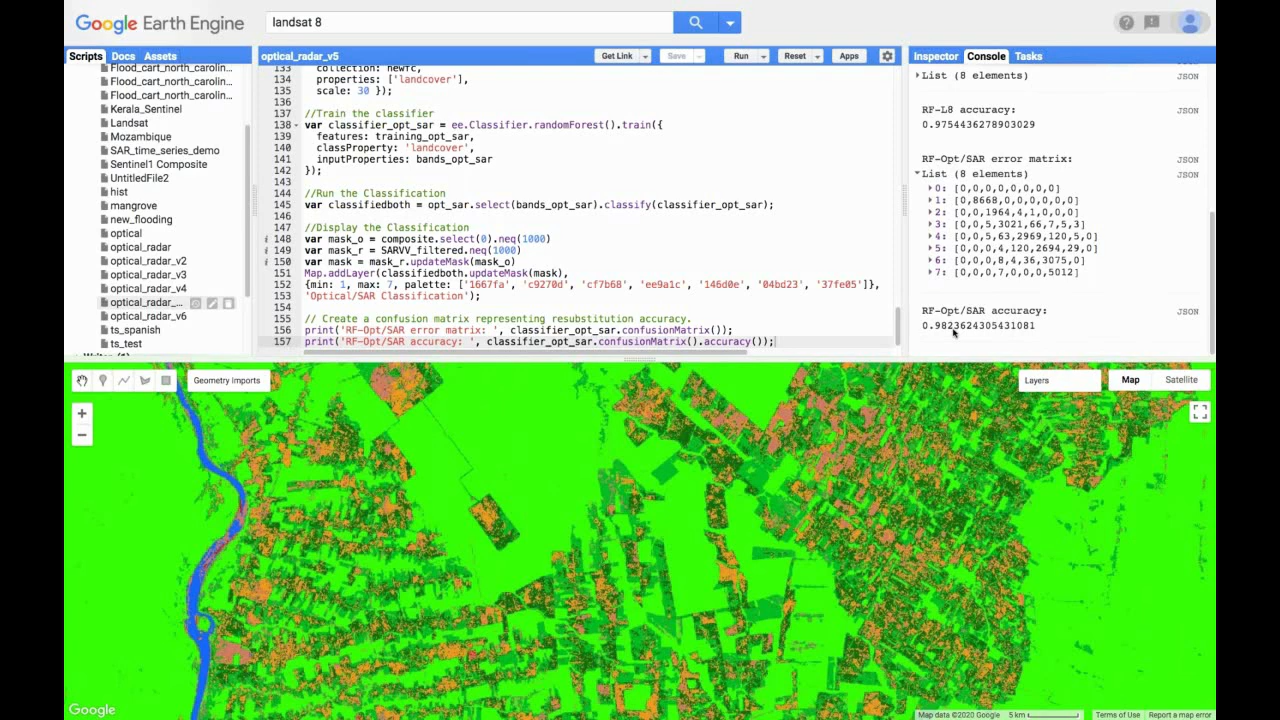 Google Earth Engine
landsat 8
Scripts Docs Assets
optical_radar_v5
Get Link Save Run Reset Apps
Inspector Console Tasks
Flood_cart_north_carolin...
Flood_cart_north_carolin...
Flood_cart_north_carolin...
Kerala_Sentinel
Landsat
Mozambique
SAR_time_series_demo
Sentinel1 Composite
UntitledFile2
hist
mangrove
new_flooding
optical
optical_radar
optical_radar_v2
optical_radar_v3
optical_radar_v4
optical_radar_...
optical_radar_v6
ts_spanish
ts_test
133 collection: newfc,
134 properties: ['landcover'],
135 scale: 30 });
136
137 //Train the classifier
138 var classifier_opt_sar = ee.Classifier.randomForest().train({
139 features: training_opt_sar,
140 classProperty: 'landcover',
141 inputProperties: bands_opt_sar
142 });
143
144 //Run the Classification
145 var classifiedboth = opt_sar.select(bands_opt_sar).classify(classifier_opt_sar);
146
147 //Display the Classification
i 148 var mask_o = composite.select(0).neq(1000)
i 149 var mask_r = SARVV_filtered.neq(1000)
i 150 var mask = mask_r.updateMask(mask_o)
151 Map.addLayer(classifiedboth.updateMask(mask),
152 {min: 1, max: 7, palette: ['1667fa', 'c9270d', 'cf7b68', 'ee9a1c', '146d0e', '04bd23', '37fe05']},
153 'Optical/SAR Classification');
154
155 // Create a confusion matrix representing resubstitution accuracy.
156 print('RF-Opt/SAR error matrix: ', classifier_opt_sar.confusionMatrix());
157 print('RF-Opt/SAR accuracy: ', classifier_opt_sar.confusionMatrix().accuracy());
List (8 elements) JSON
RF-L8 accuracy: JSON
0.9754436278903029
RF-Opt/SAR error matrix: JSON
List (8 elements) JSON
0: [0,0,0,0,0,0,0,0]
1: [0,8668,0,0,0,0,0,0]
2: [0,0,1964,4,1,0,0,0]
3: [0,0,5,3021,66,7,5,3]
4: [0,0,5,63,2969,120,5,0]
5: [0,0,0,4,120,2694,29,0]
6: [0,0,0,8,4,36,3075,0]
7: [0,0,0,7,0,0,0,5012]
RF-Opt/SAR accuracy: JSON
0.9823624305431081
Geometry Imports
Layers
Map Satellite
+
−
Google
Map data ©2020 Google 5 km Terms of Use Report a map error